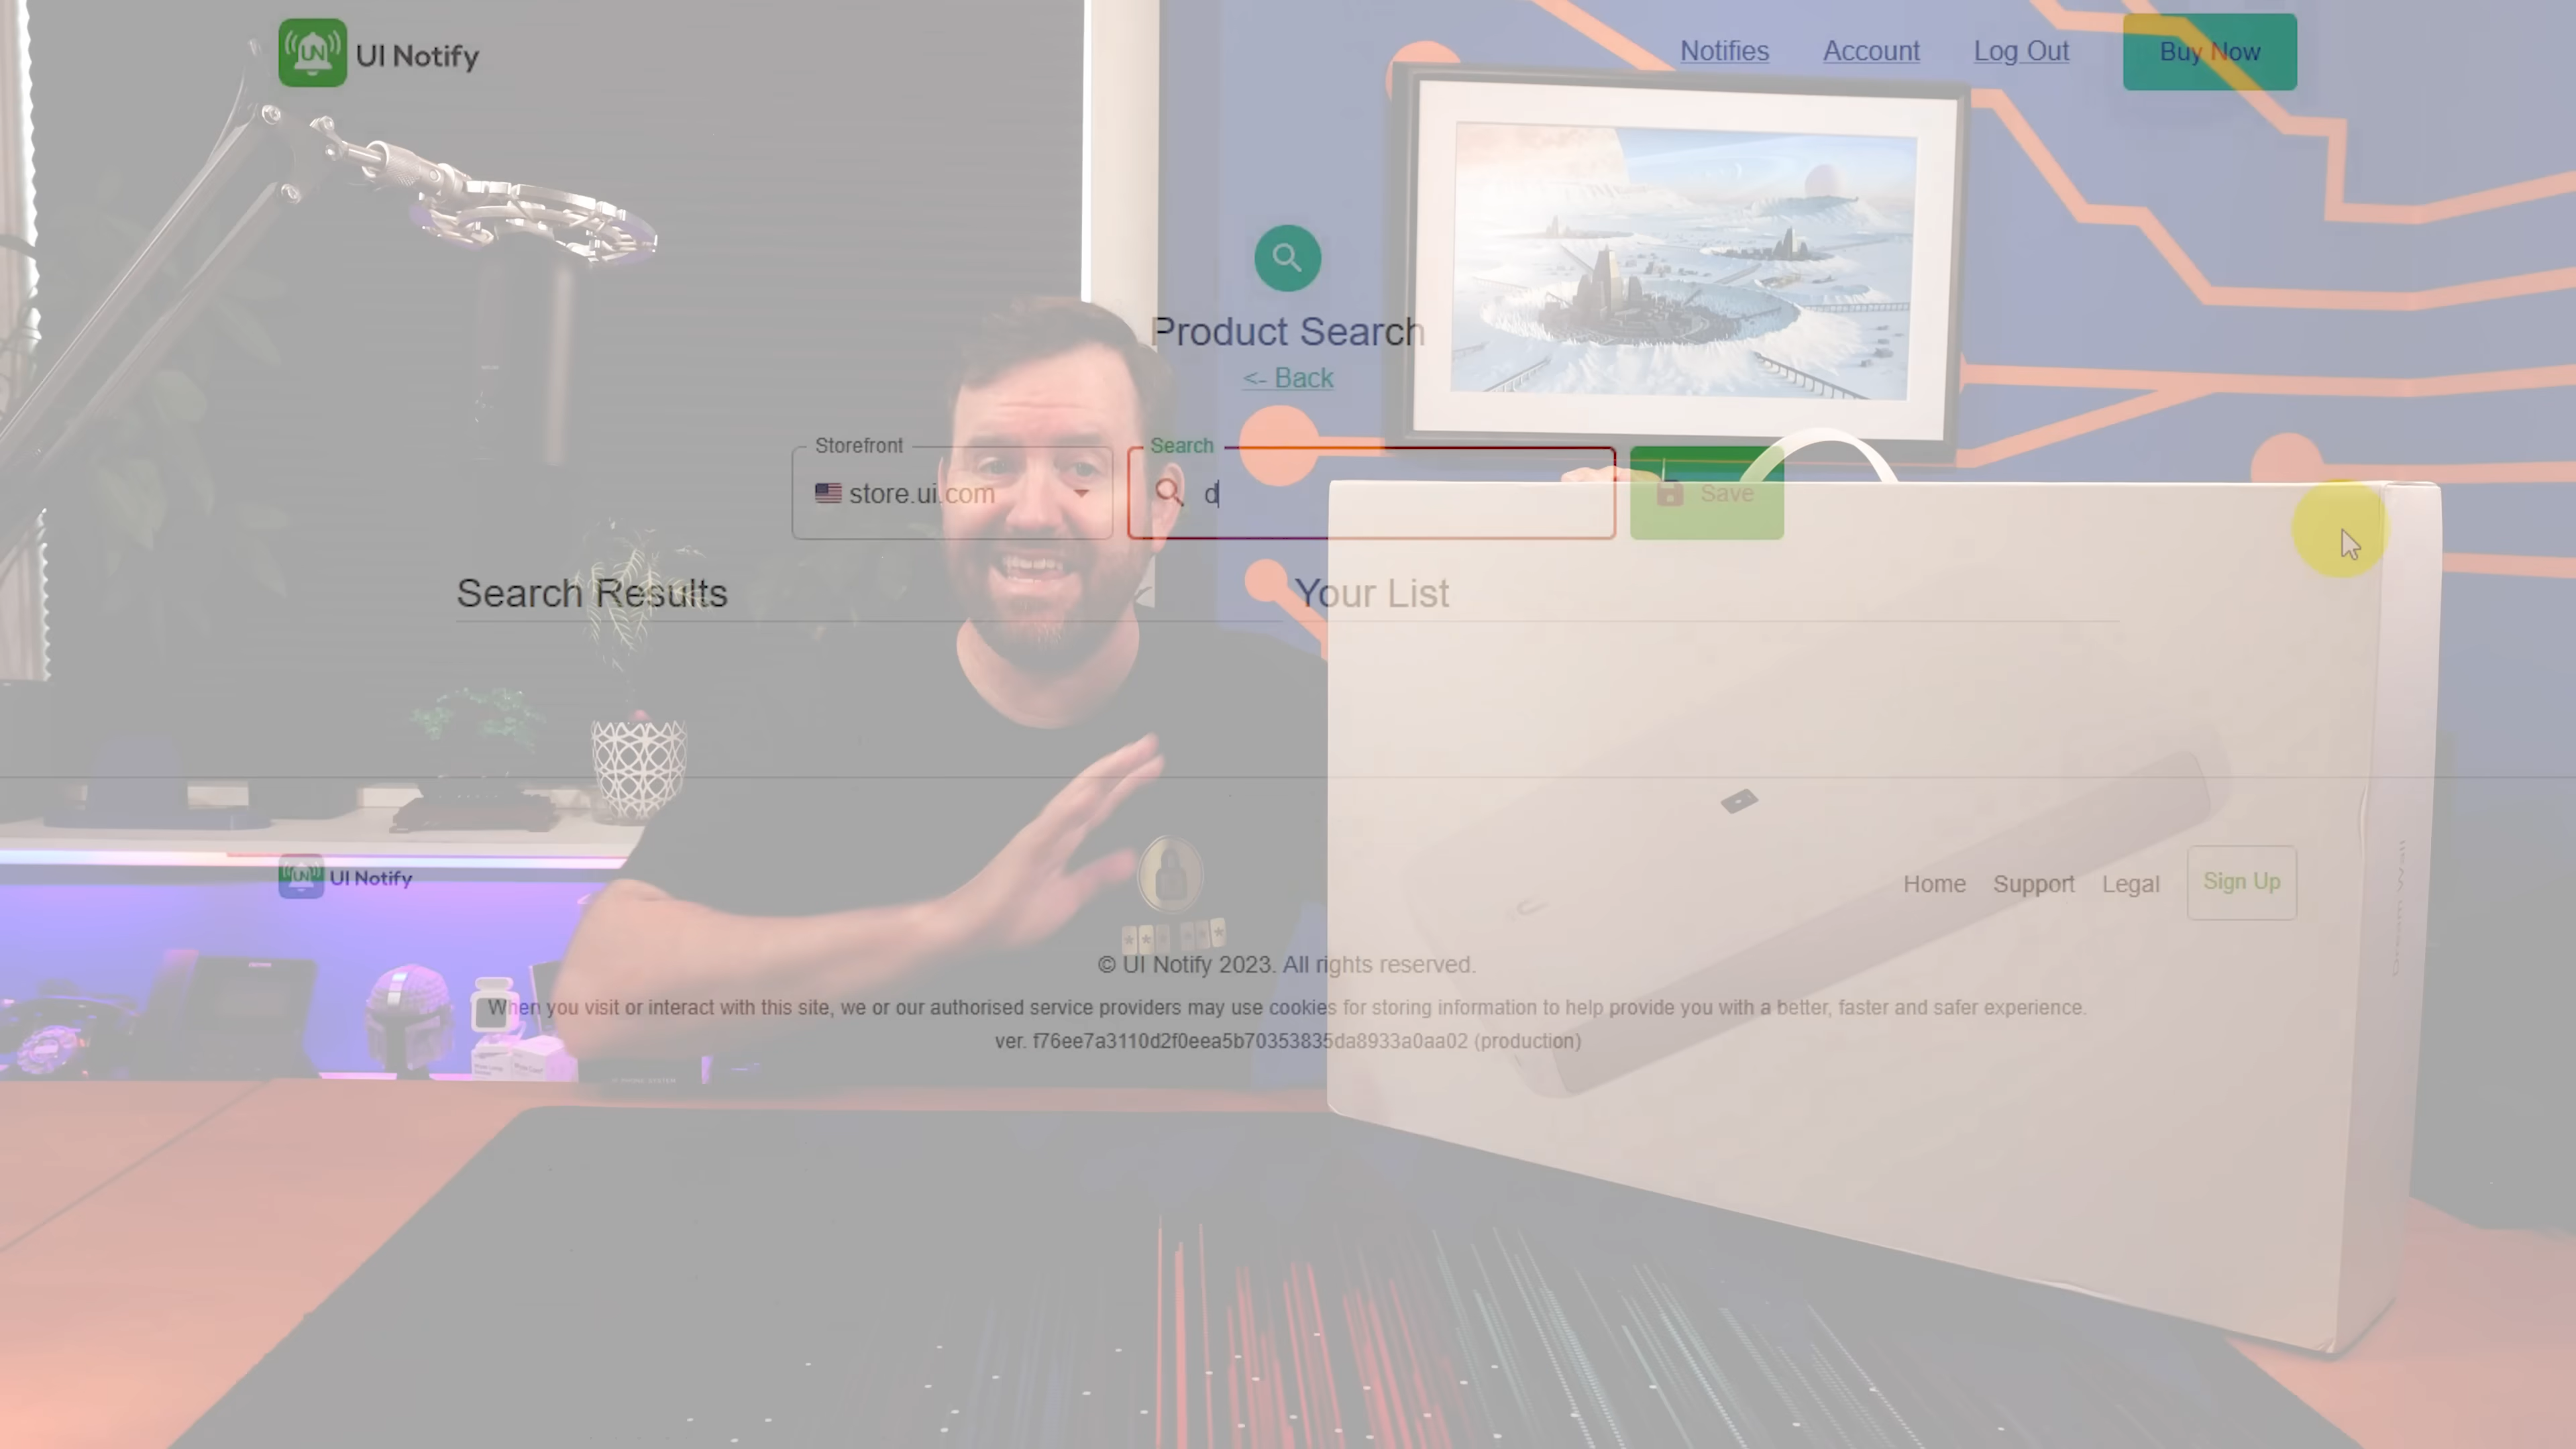 UI Notify
Notifies Account Log Out Buy Now
Product Search
<- Back
Storefront
store.ui.com
Search
d
Save
Search Results
Your List
UI Notify
Home Support Legal Sign Up
© UI Notify 2023. All rights reserved.
When you visit or interact with this site, we or our authorised service providers may use cookies for storing information to help provide you with a better, faster and safer experience.
ver. f76ee7a3110d2f0eea5b70353835da8933a0aa02 (production)
Dream Wall